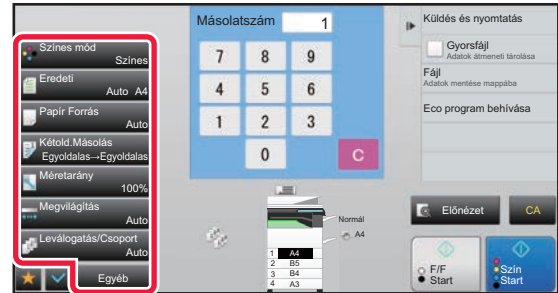 Színes mód
Színes
Eredeti
Auto A4
Papír Forrás
Auto
Kétold.Másolás
Egyoldalas→Egyoldalas
Méretarány
100%
Megvilágítás
Auto
Leválogatás/Csoport
Auto
Egyéb
Másolatszám 1
7 8 9
4 5 6
1 2 3
0 C
Normál
A4
1 A4
2 B5
3 B4
4 A3
Küldés és nyomtatás
Gyorsfájl
Adatok átmeneti tárolása
Fájl
Adatok mentése mappába
Eco program behívása
Előnézet CA
F/F
Start
Szín
Start